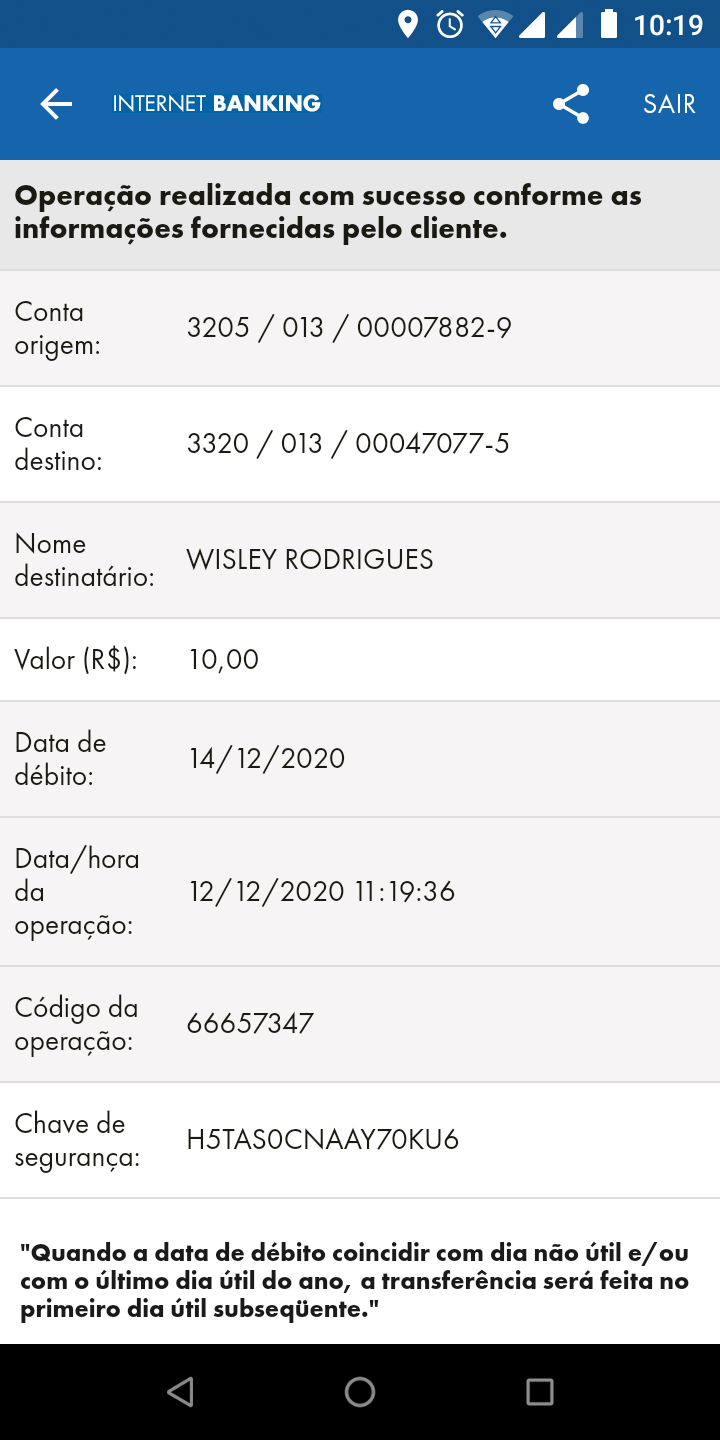 10:19
INTERNET BANKING
SAIR
Operação realizada com sucesso conforme as
informações fornecidas pelo cliente.
Conta
origem:
3205 / 013 / 00007882-9
Conta
destino:
3320 / 013 / 00047077-5
Nome
destinatário:
WISLEY RODRIGUES
Valor (R$):
10,00
Data de
débito:
14/12/2020
Data/hora
da
operação:
12/12/2020 11:19:36
Código da
operação:
66657347
Chave de
segurança:
H5TAS0CNAAY70KU6
"Quando a data de débito coincidir com dia não útil e/ou
com o último dia útil do ano, a transferência será feita no
primeiro dia útil subseqüente."